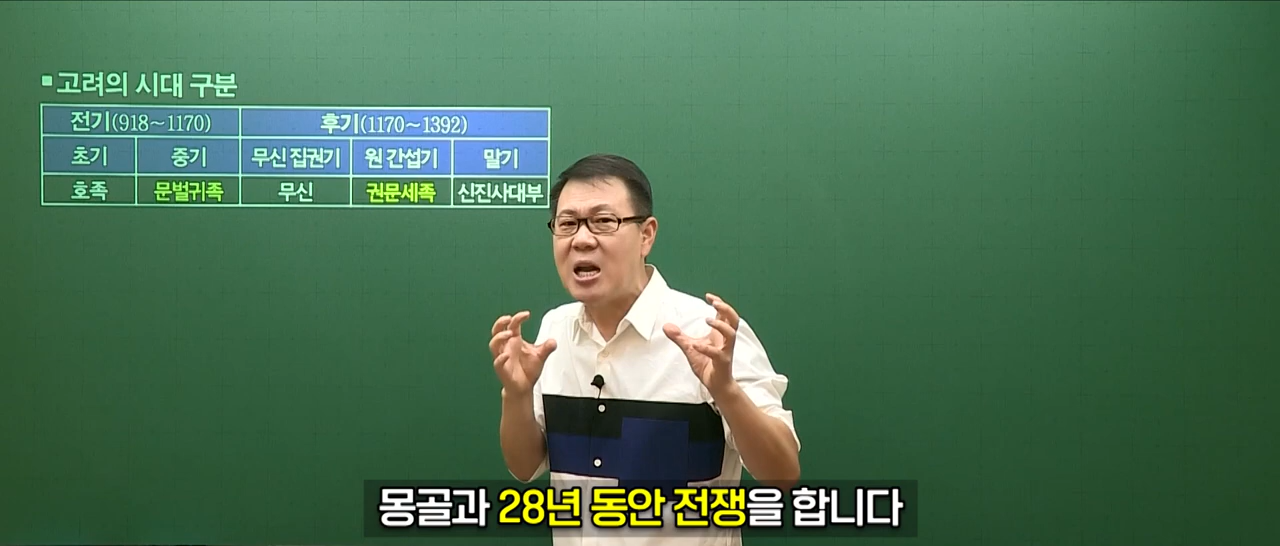 고려의 시대 구분
전기(918~1170) 후기(1170~1392)
초기 중기 무신 집권기 원 간섭기 말기
호족 문벌귀족 무신 권문세족 신진사대부
몽골과 28년 동안 전쟁을 합니다